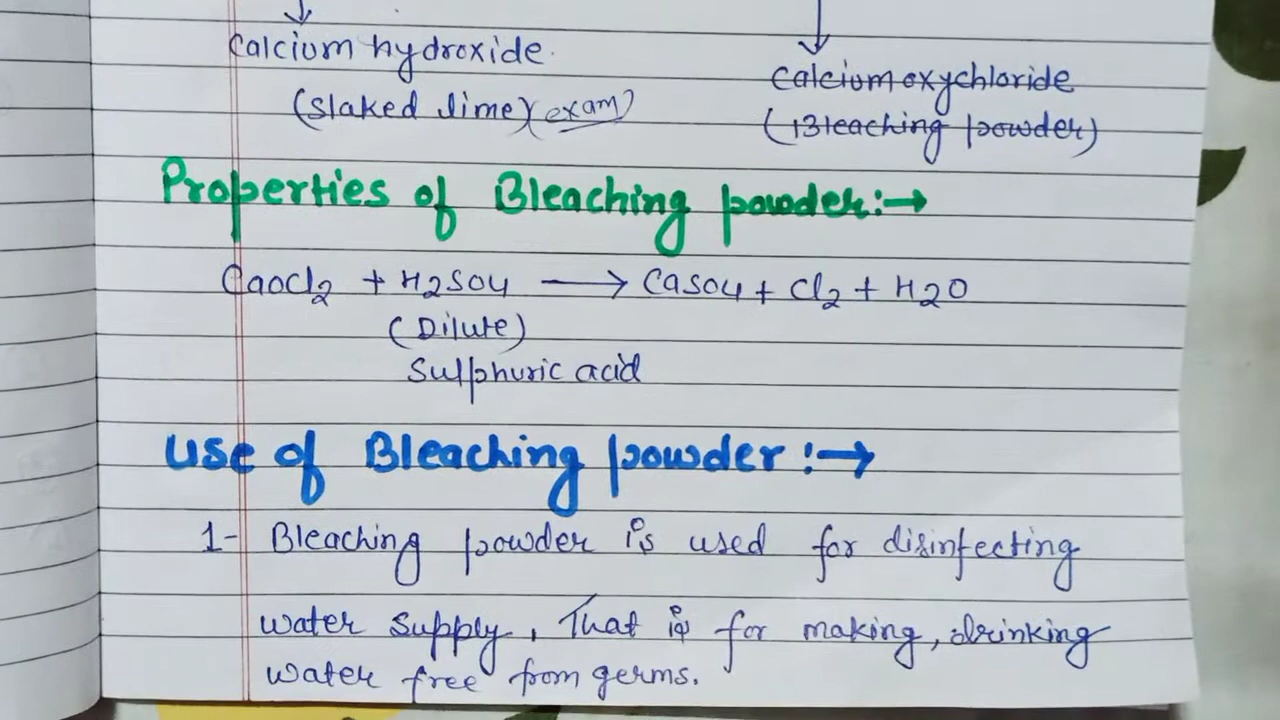 Calcium hydroxide.
(Slaked lime) (exam)
Calcium oxychloride
(Bleaching powder)
Properties of Bleaching powder:→
CaOCl2 + H2SO4 → CaSO4 + Cl2 + H2O
(Dilute)
Sulphuric acid
Use of Bleaching powder:→
1- Bleaching powder is used for disinfecting
water supply, That is for making, drinking
water free from germs.